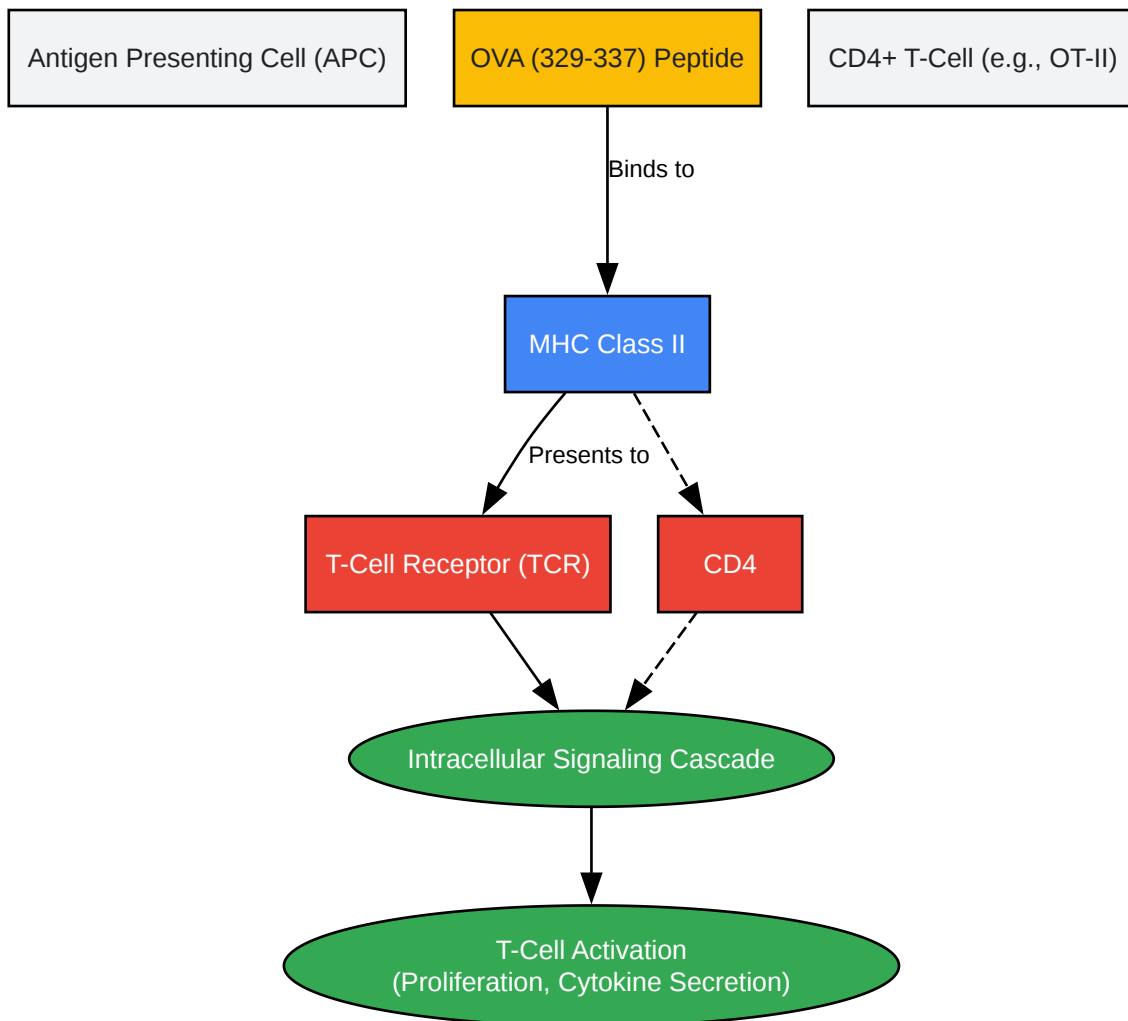 Antigen Presenting Cell (APC)
OVA (329-337) Peptide
CD4+ T-Cell (e.g., OT-II)
Binds to
MHC Class II
Presents to
T-Cell Receptor (TCR)
CD4
Intracellular Signaling Cascade
T-Cell Activation
(Proliferation, Cytokine Secretion)